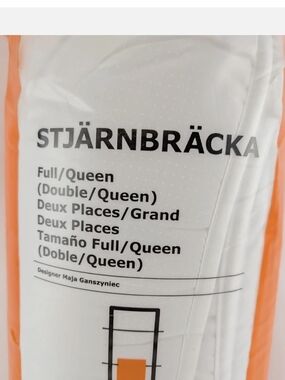 STJÄRNBRÄCKA
Full/Queen
(Double/Queen)
Deux Places/Grand
Deux Places
Tamaño Full/Queen
(Doble/Queen)
Designer Maja Ganszyniec